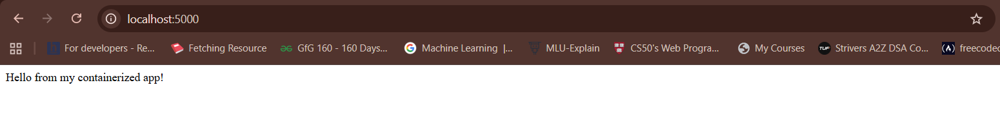 localhost:5000
For developers - Re... Fetching Resource GfG 160 - 160 Days... Machine Learning |... MLU-Explain CS50's Web Progra... My Courses TUF Strivers A2Z DSA Co... freecodec
Hello from my containerized app!